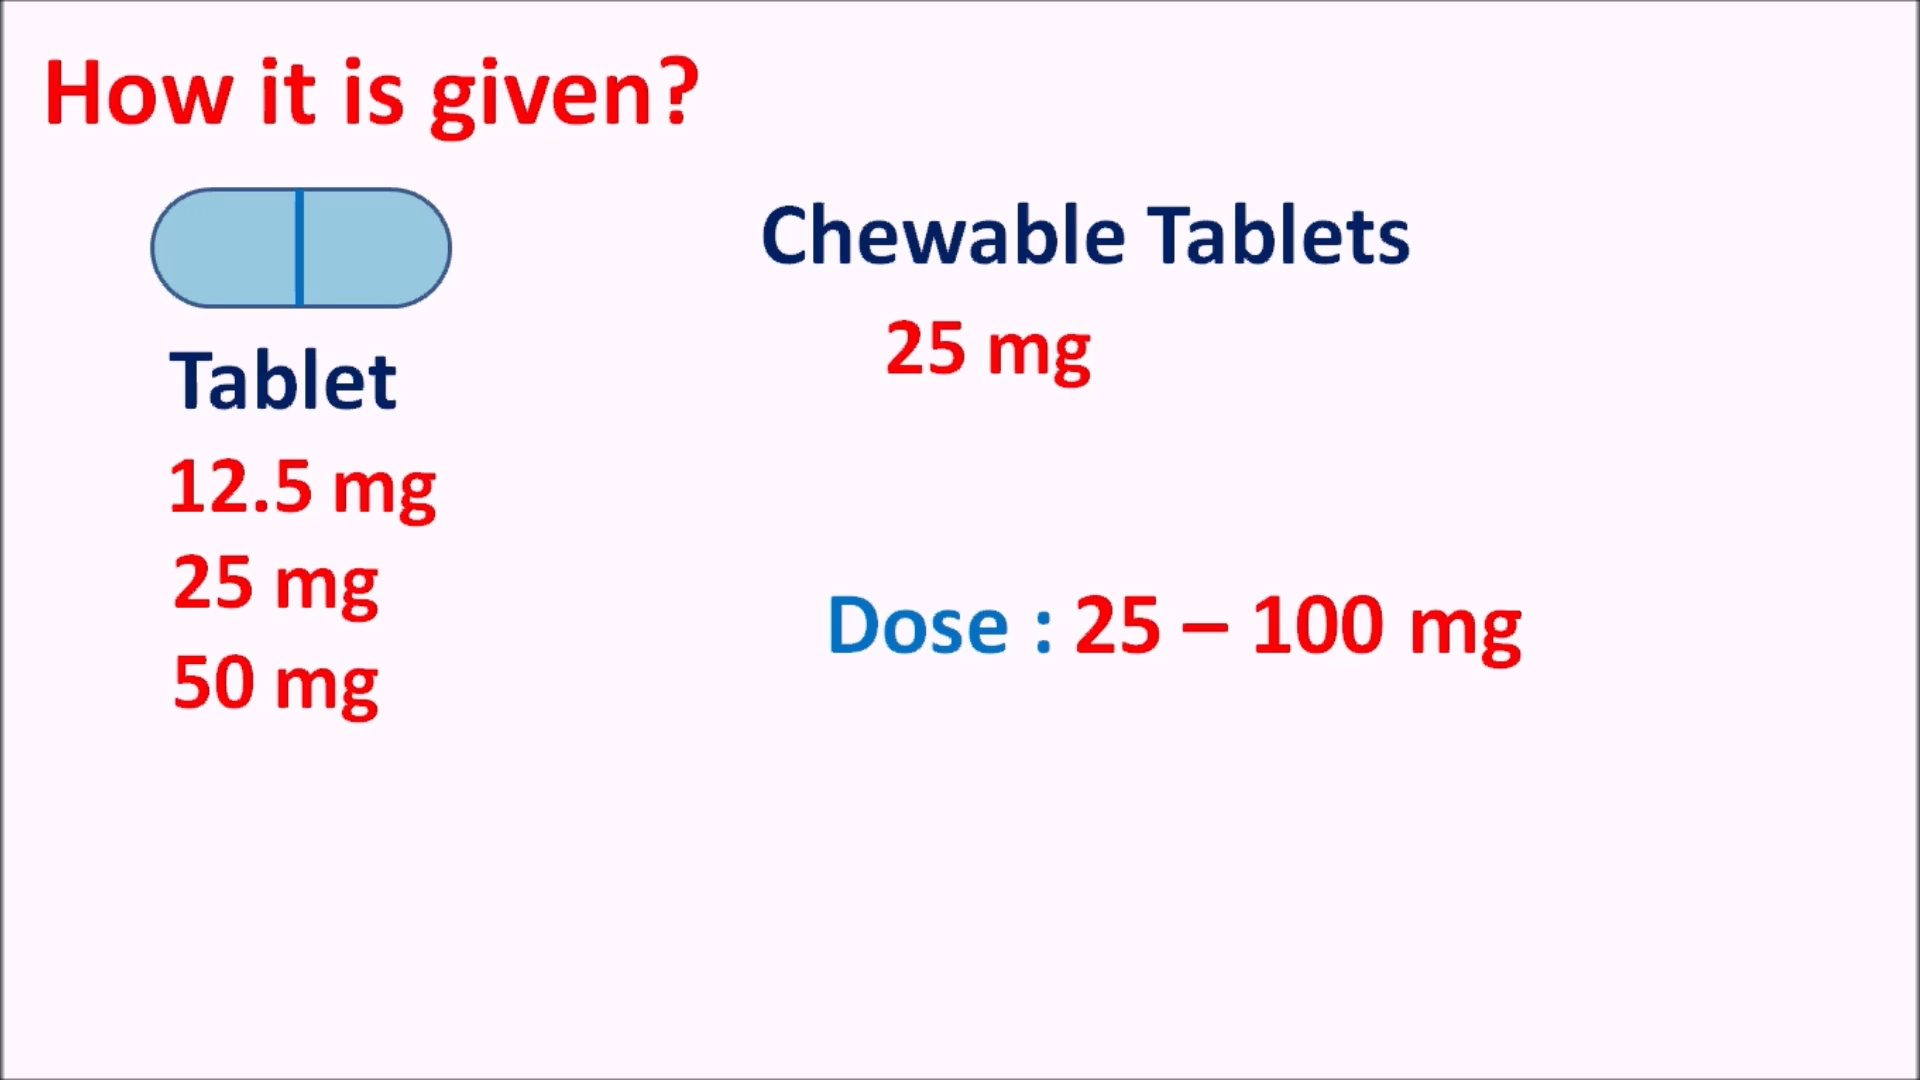 How it is given?
Tablet
12.5 mg
25 mg
50 mg
Chewable Tablets
25 mg
Dose : 25 – 100 mg